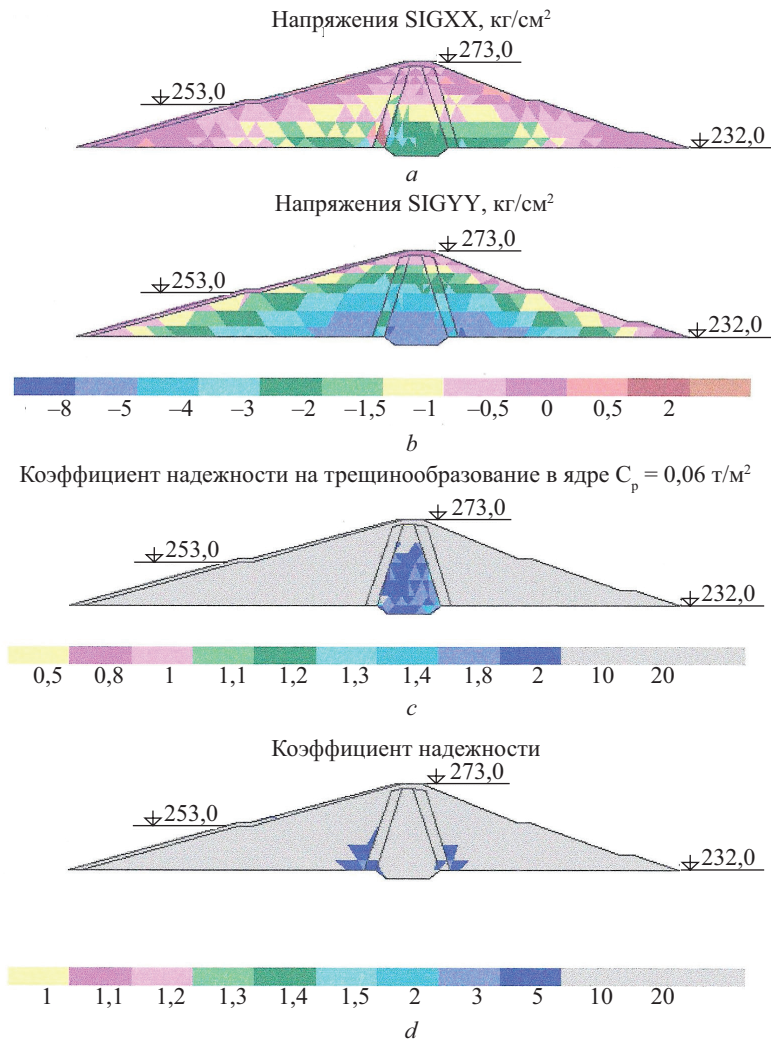 Напряжения SIGXX, кг/см²
273,0
253,0
232,0
a
Напряжения SIGYY, кг/см²
273,0
253,0
232,0
–8 –5 –4 –3 –2 –1,5 –1 –0,5 0 0,5 2
b
Коэффициент надежности на трещинообразование в ядре Cр = 0,06 т/м²
273,0
253,0
232,0
0,5 0,8 1 1,1 1,2 1,3 1,4 1,8 2 10 20
c
Коэффициент надежности
273,0
253,0
232,0
1 1,1 1,2 1,3 1,4 1,5 2 3 5 10 20
d